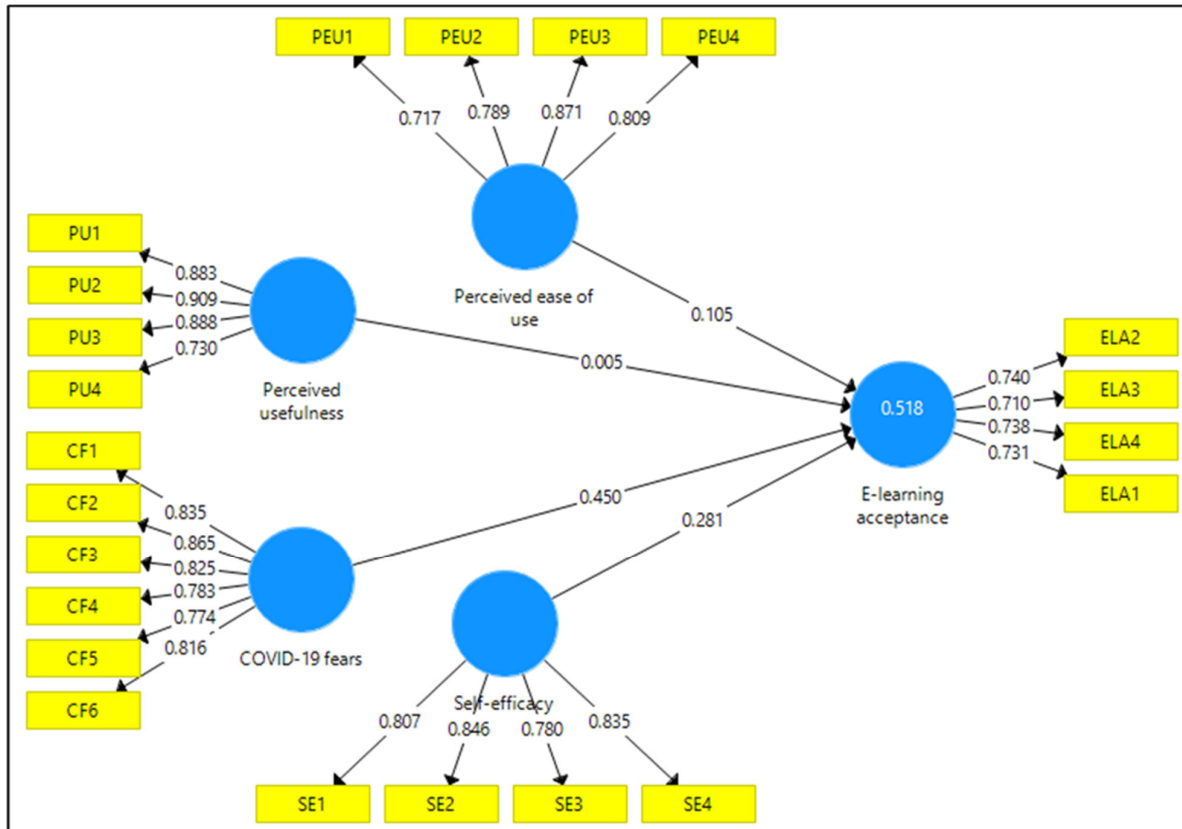 PEU1 PEU2 PEU3 PEU4
0.717 0.789 0.871 0.809
Perceived ease of
use
PU1
PU2
PU3
PU4
0.883
0.909
0.888
0.730
Perceived
usefulness
0.105
0.005
CF1
CF2
CF3
CF4
CF5
CF6
0.835
0.865
0.825
0.783
0.774
0.816
COVID-19 fears
0.450
0.281
0.518
E-learning
acceptance
0.740
0.710
0.738
0.731
ELA2
ELA3
ELA4
ELA1
Self-efficacy
0.807 0.846 0.780 0.835
SE1 SE2 SE3 SE4